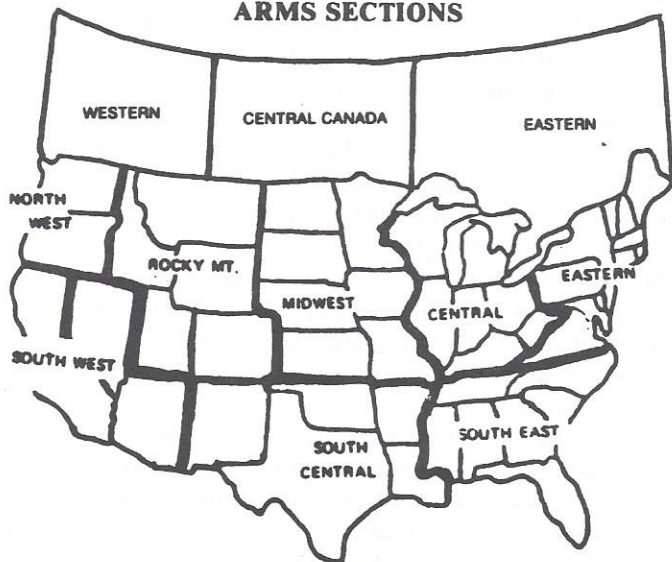 ARMS SECTIONS
WESTERN
CENTRAL CANADA
EASTERN
NORTH
WEST
ROCKY MT.
EASTERN
MIDWEST
CENTRAL
SOUTH WEST
SOUTH
CENTRAL
SOUTH EAST